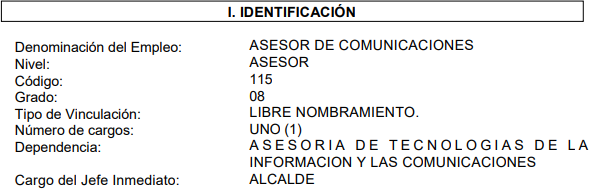 I. IDENTIFICACIÓN
Denominación del Empleo: ASESOR DE COMUNICACIONES
Nivel: ASESOR
Código: 115
Grado: 08
Tipo de Vinculación: LIBRE NOMBRAMIENTO.
Número de cargos: UNO (1)
Dependencia: ASESORIA DE TECNOLOGIAS DE LA
INFORMACION Y LAS COMUNICACIONES
Cargo del Jefe Inmediato: ALCALDE